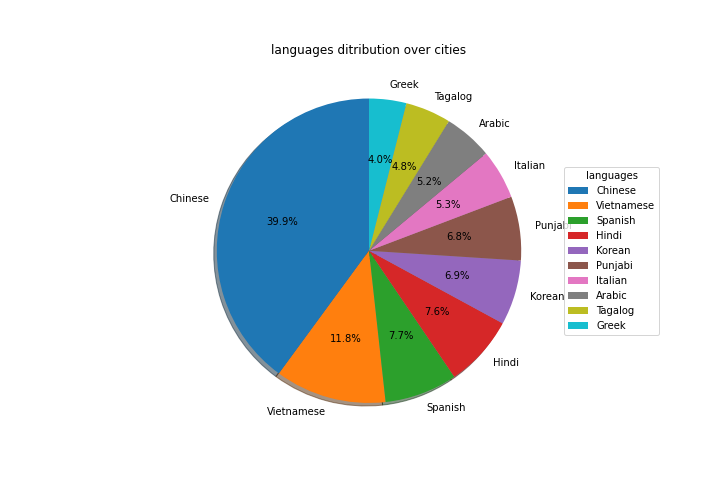 languages ditribution over cities
Greek
Tagalog
Arabic
Italian
Punjabi
Korean
Hindi
Spanish
Vietnamese
Chinese
4.0%
4.8%
5.2%
5.3%
6.8%
6.9%
7.6%
7.7%
11.8%
39.9%
languages
Chinese
Vietnamese
Spanish
Hindi
Korean
Punjabi
Italian
Arabic
Tagalog
Greek